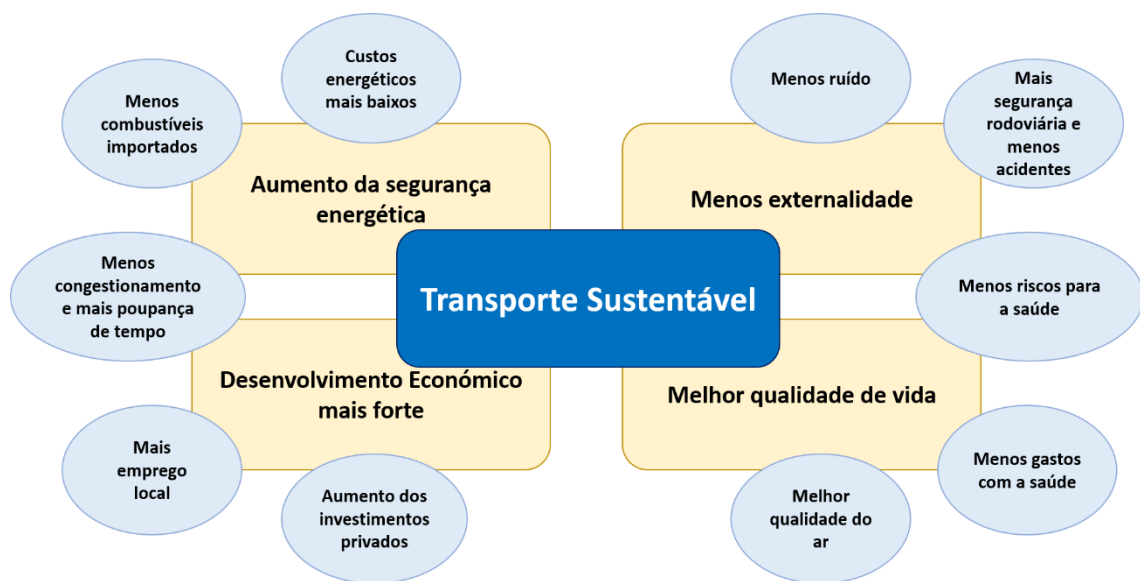 Custos
energéticos
mais baixos
Menos
combustíveis
importados
Aumento da segurança
energética
Menos
congestionamento
e mais poupança
de tempo
Desenvolvimento Económico
mais forte
Mais
emprego
local
Aumento dos
investimentos
privados
Transporte Sustentável
Menos ruído
Mais
segurança
rodoviária e
menos
acidentes
Menos externalidade
Menos riscos para
a saúde
Melhor qualidade de vida
Menos gastos
com a saúde
Melhor
qualidade do
ar